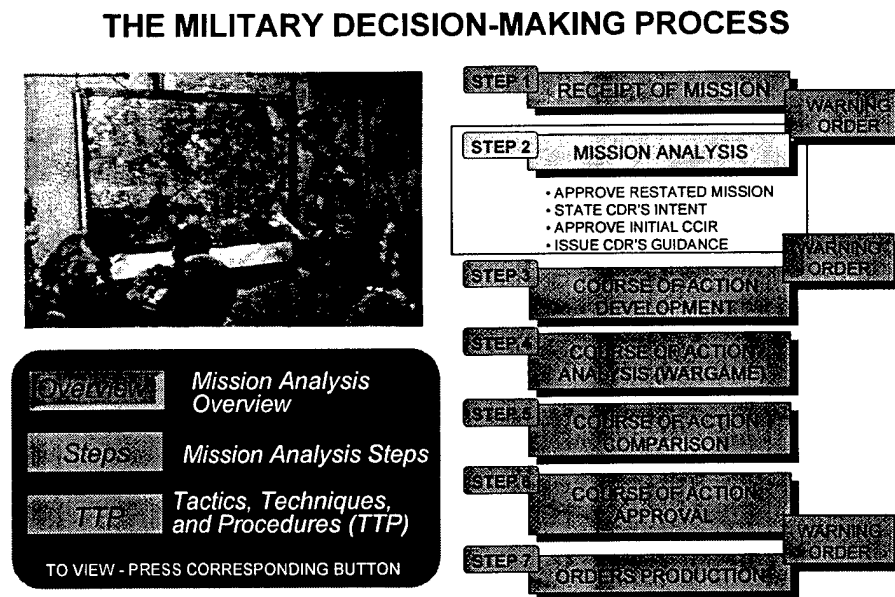 THE MILITARY DECISION-MAKING PROCESS
STEP 1
RECEIPT OF MISSION
WARNING
ORDER
STEP 2
MISSION ANALYSIS
• APPROVE RESTATED MISSION
• STATE CDR'S INTENT
• APPROVE INITIAL CCIR
• ISSUE CDR'S GUIDANCE
WARNING
ORDER
STEP 3
COURSE OF ACTION
DEVELOPMENT
STEP 4
COURSE OF ACTION
ANALYSIS (WARGAME)
STEP 5
COURSE OF ACTION
COMPARISON
STEP 6
COURSE OF ACTION
APPROVAL
WARNING
ORDER
STEP 7
ORDERS PRODUCTION
Overview
Mission Analysis
Overview
Steps
Mission Analysis Steps
TTP
Tactics, Techniques,
and Procedures (TTP)
TO VIEW - PRESS CORRESPONDING BUTTON